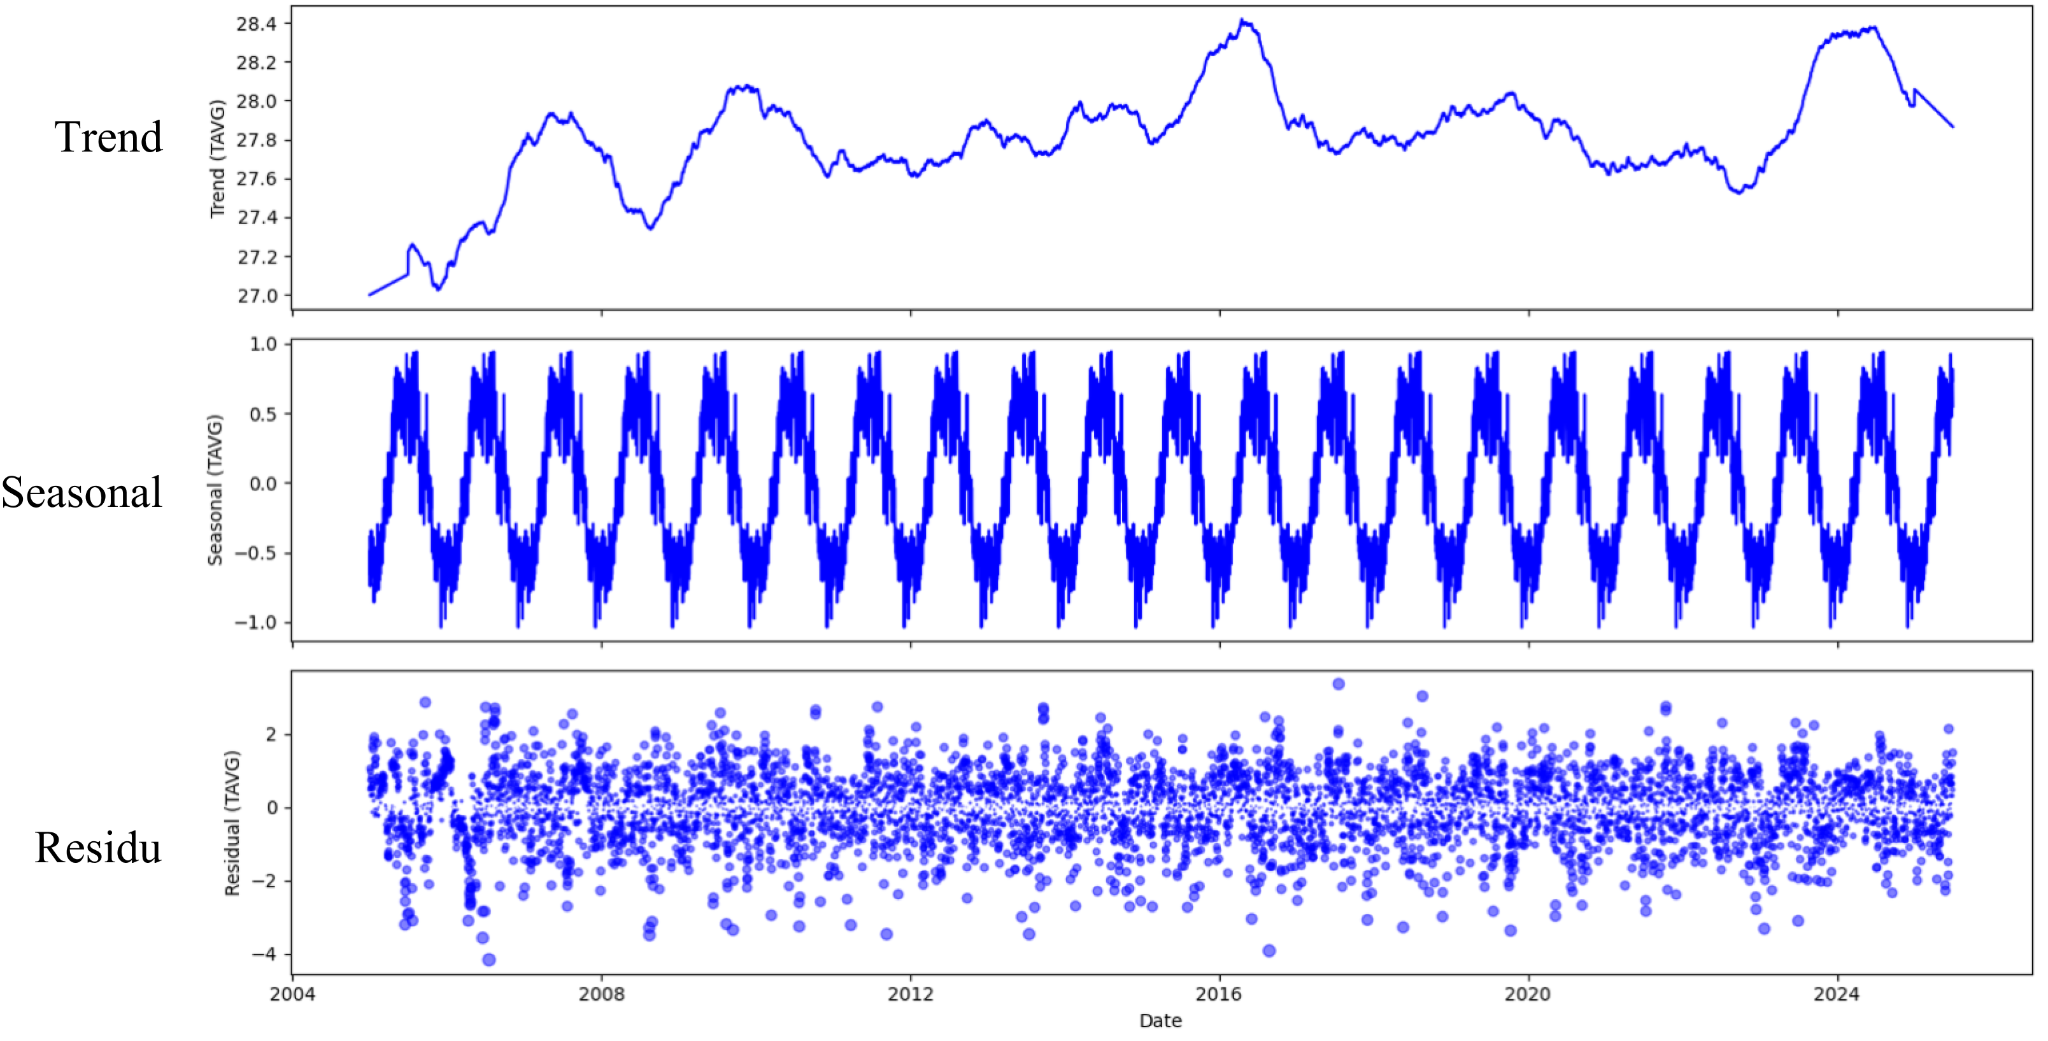 Trend
Trend (TAVG)
28.4
28.2
28.0
27.8
27.6
27.4
27.2
27.0
Seasonal
Seasonal (TAVG)
1.0
0.5
0.0
−0.5
−1.0
Residu
Residual (TAVG)
2
0
−2
−4
2004 2008 2012 2016 2020 2024
Date